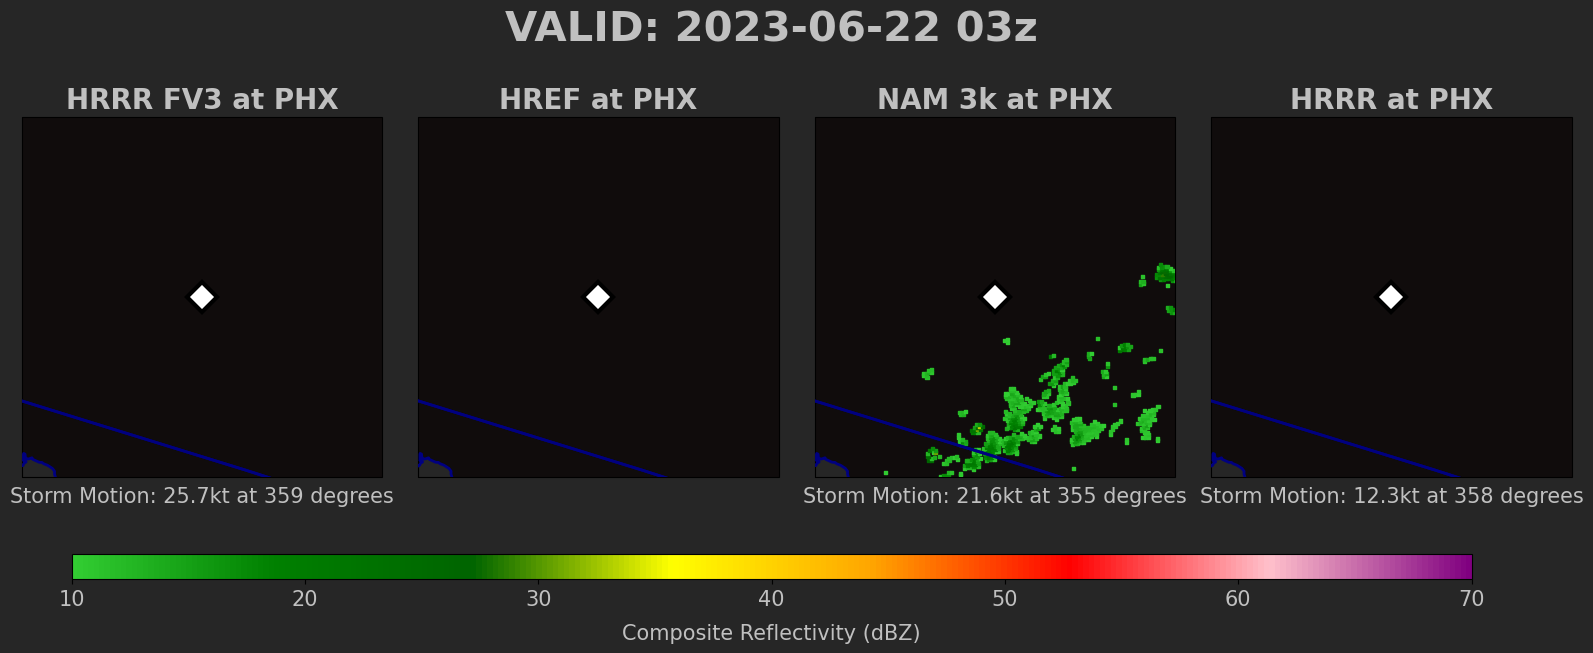 VALID: 2023-06-22 03z
HRRR FV3 at PHX
HREF at PHX
NAM 3k at PHX
HRRR at PHX
Storm Motion: 25.7kt at 359 degrees
Storm Motion: 21.6kt at 355 degrees
Storm Motion: 12.3kt at 358 degrees
10 20 30 40 50 60 70
Composite Reflectivity (dBZ)